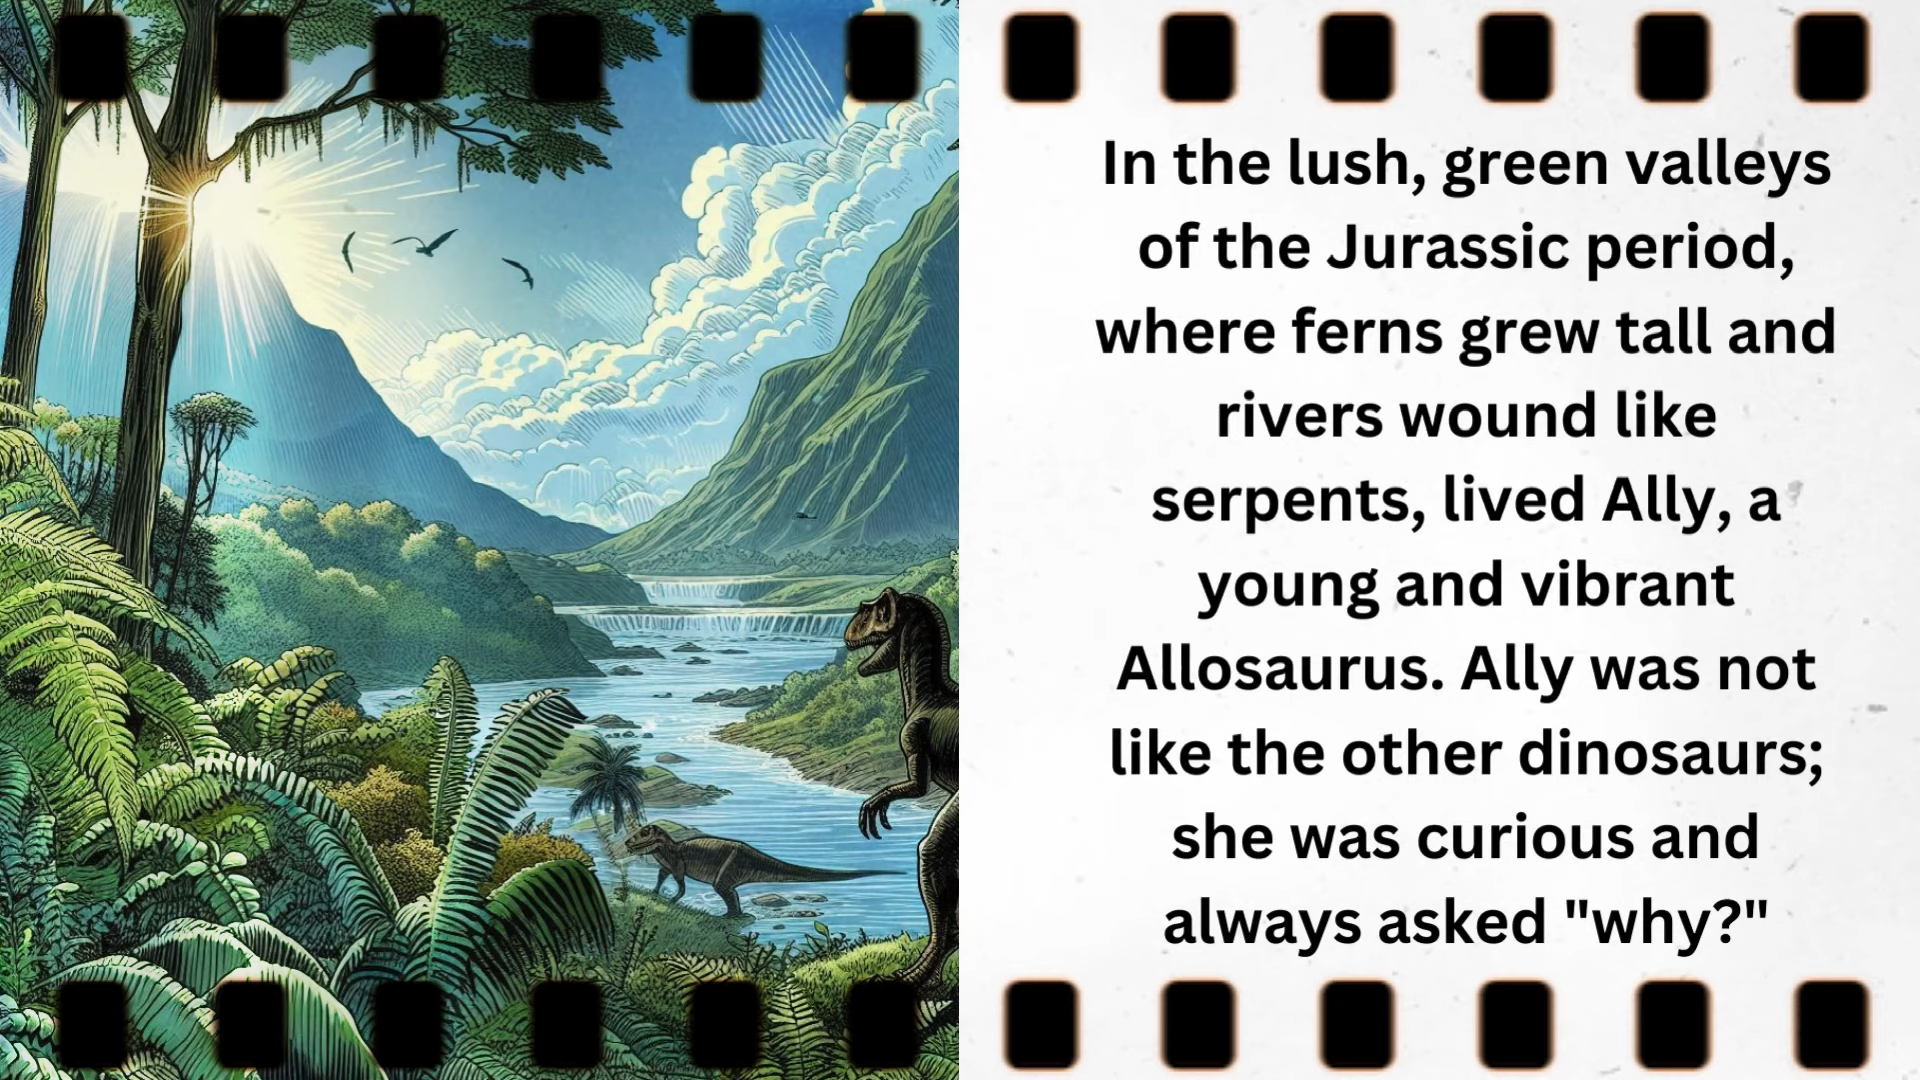 In the lush, green valleys
of the Jurassic period,
where ferns grew tall and
rivers wound like
serpents, lived Ally, a
young and vibrant
Allosaurus. Ally was not
like the other dinosaurs;
she was curious and
always asked "why?"